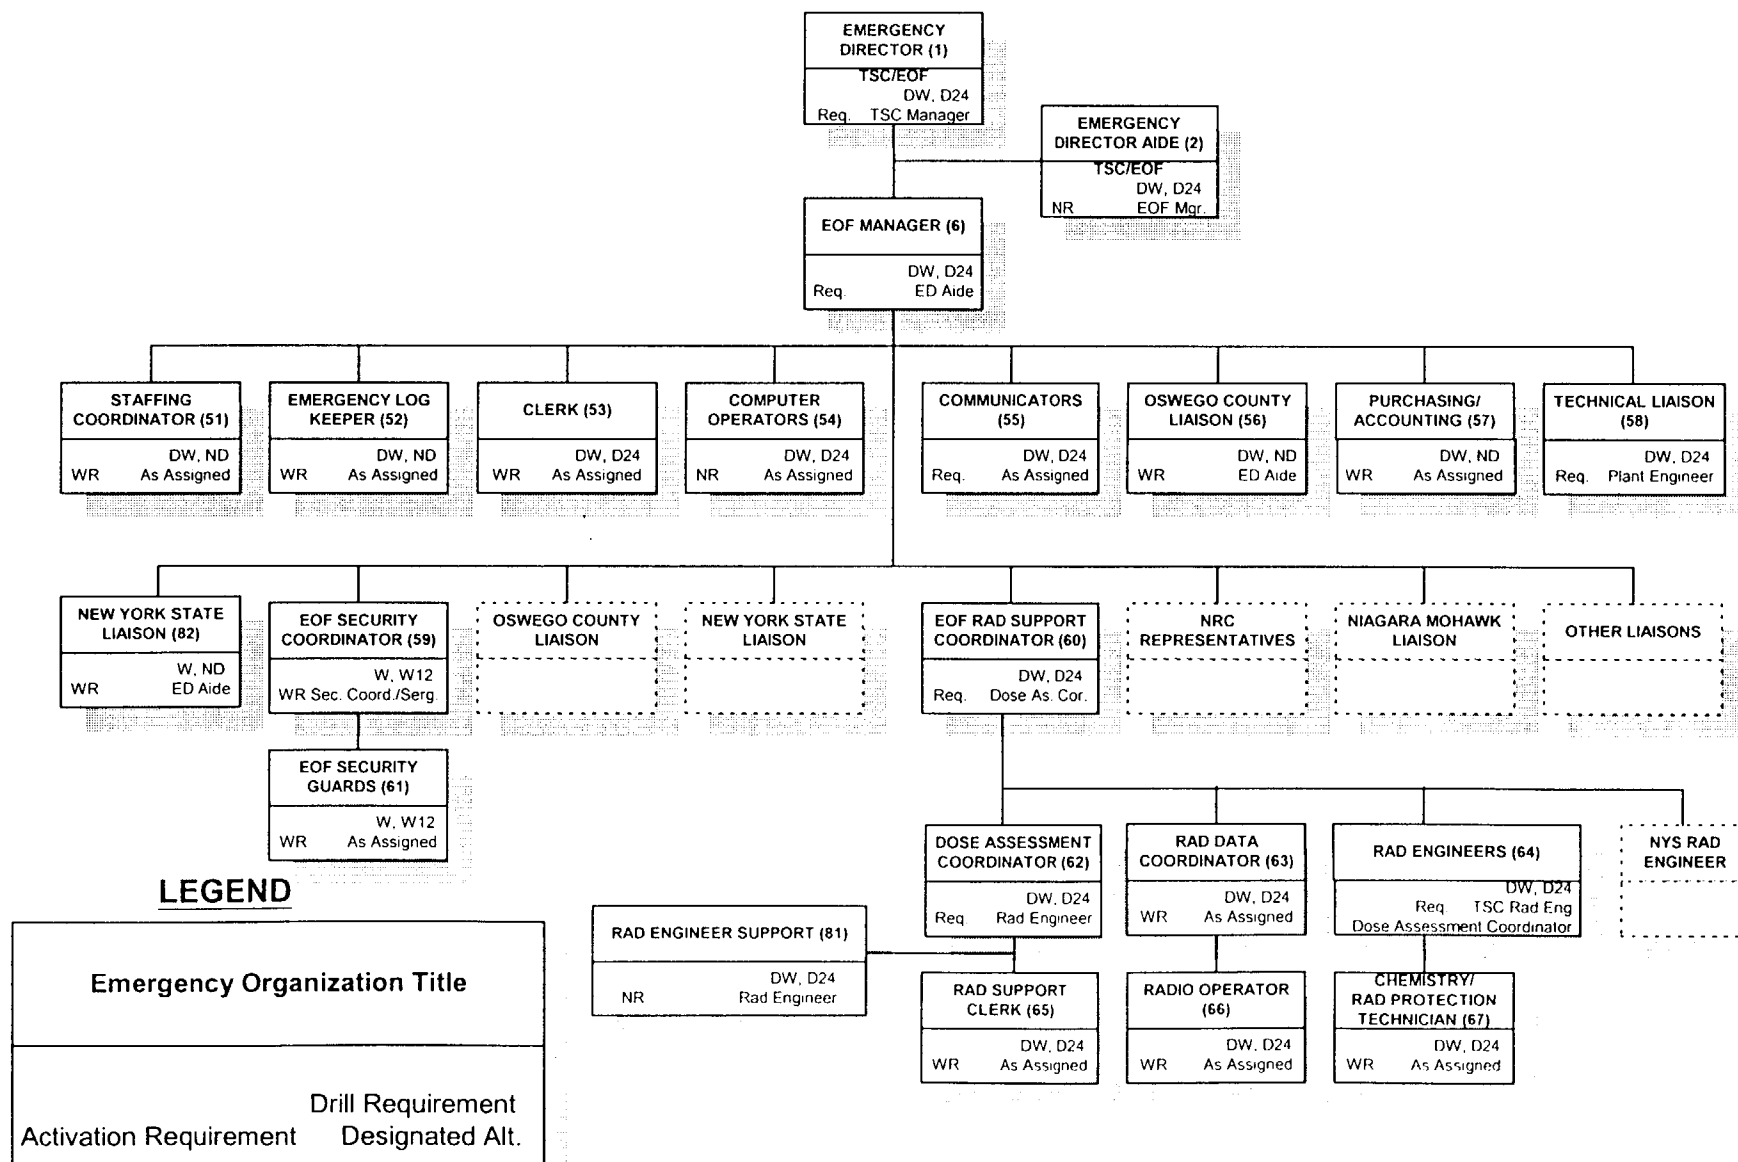 EMERGENCY
DIRECTOR (1)
TSC/EOF
DW, D24
Req. TSC Manager
EMERGENCY
DIRECTOR AIDE (2)
TSC/EOF
DW, D24
NR EOF Mgr.
EOF MANAGER (6)
DW, D24
Req. ED Aide
STAFFING
COORDINATOR (51)
DW, ND
WR As Assigned
EMERGENCY LOG
KEEPER (52)
DW, ND
WR As Assigned
CLERK (53)
DW, D24
WR As Assigned
COMPUTER
OPERATORS (54)
DW, D24
NR As Assigned
COMMUNICATORS
(55)
DW, D24
Req. As Assigned
OSWEGO COUNTY
LIAISON (56)
DW, ND
WR ED Aide
PURCHASING/
ACCOUNTING (57)
DW, ND
WR As Assigned
TECHNICAL LIAISON
(58)
DW, D24
Req. Plant Engineer
NEW YORK STATE
LIAISON (82)
W, ND
WR ED Aide
EOF SECURITY
COORDINATOR (59)
W, W12
WR Sec. Coord./Serg.
OSWEGO COUNTY
LIAISON
NEW YORK STATE
LIAISON
EOF RAD SUPPORT
COORDINATOR (60)
DW, D24
Req. Dose As. Cor.
NRC
REPRESENTATIVES
NIAGARA MOHAWK
LIAISON
OTHER LIAISONS
EOF SECURITY
GUARDS (61)
W, W12
WR As Assigned
DOSE ASSESSMENT
COORDINATOR (62)
DW, D24
Req. Rad Engineer
RAD DATA
COORDINATOR (63)
DW, D24
WR As Assigned
RAD ENGINEERS (64)
DW, D24
Req. TSC Rad Eng
Dose Assessment Coordinator
NYS RAD
ENGINEER
RAD ENGINEER SUPPORT (81)
DW, D24
NR Rad Engineer
RAD SUPPORT
CLERK (65)
DW, D24
WR As Assigned
RADIO OPERATOR
(66)
DW, D24
WR As Assigned
CHEMISTRY/
RAD PROTECTION
TECHNICIAN (67)
DW, D24
WR As Assigned
LEGEND
Emergency Organization Title
Drill Requirement
Activation Requirement Designated Alt.